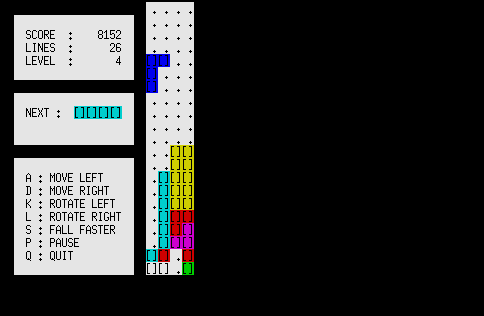 SCORE : 8152
LINES : 26
LEVEL : 4
NEXT : [][][][]
A : MOVE LEFT
D : MOVE RIGHT
K : ROTATE LEFT
L : ROTATE RIGHT
S : FALL FASTER
P : PAUSE
Q : QUIT